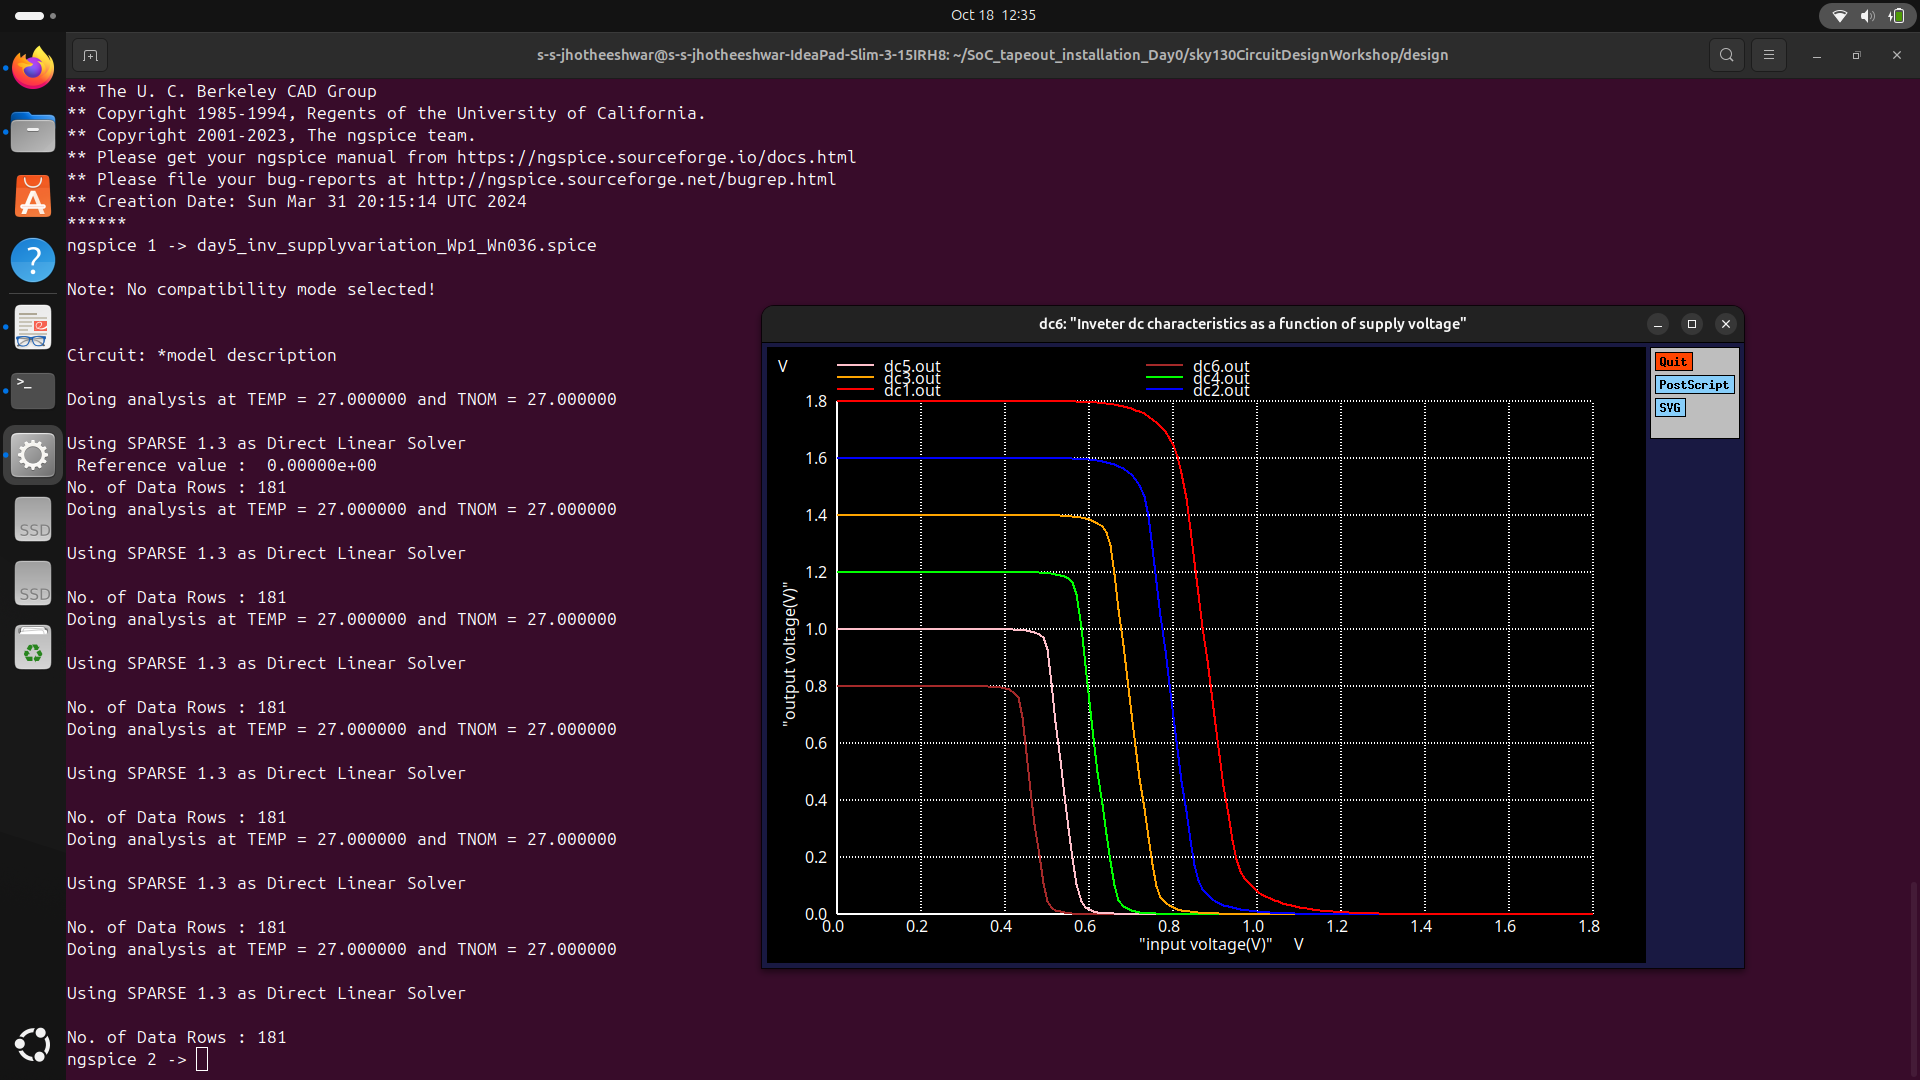 Oct 18 12:35
s-s-jhotheeshwar@s-s-jhotheeshwar-IdeaPad-Slim-3-15IRH8: ~/SoC_tapeout_installation_Day0/sky130CircuitDesignWorkshop/design
** The U. C. Berkeley CAD Group
** Copyright 1985-1994, Regents of the University of California.
** Copyright 2001-2023, The ngspice team.
** Please get your ngspice manual from https://ngspice.sourceforge.io/docs.html
** Please file your bug-reports at http://ngspice.sourceforge.net/bugrep.html
** Creation Date: Sun Mar 31 20:15:14 UTC 2024
******
ngspice 1 -> day5_inv_supplyvariation_Wp1_Wn036.spice
Note: No compatibility mode selected!
Circuit: *model description
Doing analysis at TEMP = 27.000000 and TNOM = 27.000000
Using SPARSE 1.3 as Direct Linear Solver
Reference value : 0.00000e+00
No. of Data Rows : 181
Doing analysis at TEMP = 27.000000 and TNOM = 27.000000
Using SPARSE 1.3 as Direct Linear Solver
No. of Data Rows : 181
Doing analysis at TEMP = 27.000000 and TNOM = 27.000000
Using SPARSE 1.3 as Direct Linear Solver
No. of Data Rows : 181
Doing analysis at TEMP = 27.000000 and TNOM = 27.000000
Using SPARSE 1.3 as Direct Linear Solver
No. of Data Rows : 181
Doing analysis at TEMP = 27.000000 and TNOM = 27.000000
Using SPARSE 1.3 as Direct Linear Solver
No. of Data Rows : 181
Doing analysis at TEMP = 27.000000 and TNOM = 27.000000
Using SPARSE 1.3 as Direct Linear Solver
No. of Data Rows : 181
ngspice 2 ->
dc6: "Inveter dc characteristics as a function of supply voltage"
V
dc5.out dc6.out
dc3.out dc4.out
dc1.out dc2.out
Quit
PostScript
SVG
1.8
1.6
1.4
1.2
1.0
0.8
0.6
0.4
0.2
0.0
"output voltage(V)"
0.0 0.2 0.4 0.6 0.8 1.0 1.2 1.4 1.6 1.8
"input voltage(V)" V
SSD
SSD